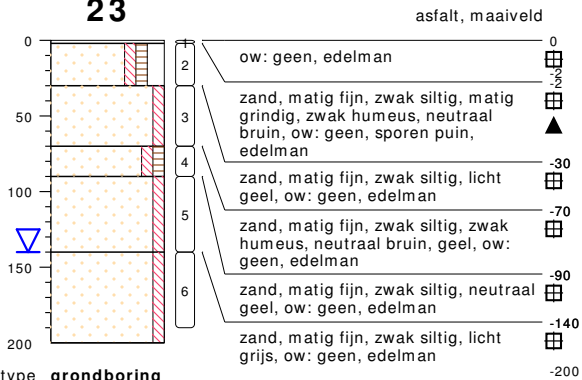 23
asfalt, maaiveld
0
0
1
ow: geen, edelman
-2
-2
2
zand, matig fijn, zwak siltig, matig
grindig, zwak humeus, neutraal
bruin, ow: geen, sporen puin,
edelman
-30
50
3
zand, matig fijn, zwak siltig, licht
geel, ow: geen, edelman
-70
4
zand, matig fijn, zwak siltig, zwak
humeus, neutraal bruin, geel, ow:
geen, edelman
-90
100
5
zand, matig fijn, zwak siltig, neutraal
geel, ow: geen, edelman
-140
150
6
zand, matig fijn, zwak siltig, licht
grijs, ow: geen, edelman
200
-200
type grondboring